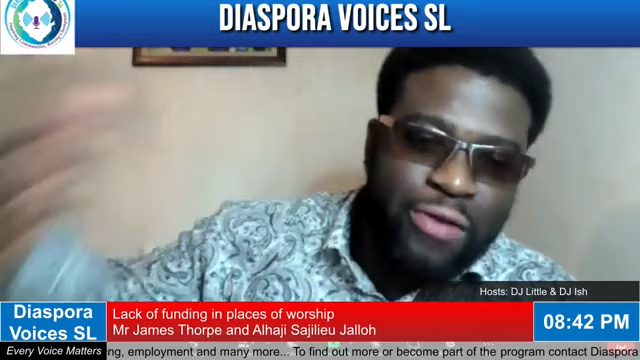 DIASPORA VOICES SL
Hosts: DJ Little & DJ Ish
Diaspora
Voices SL
Lack of funding in places of worship
Mr James Thorpe and Alhaji Sajilieu Jalloh
08:42 PM
Every Voice Matters
ng, employment and many more... To find out more or become part of the program contact Diaspora